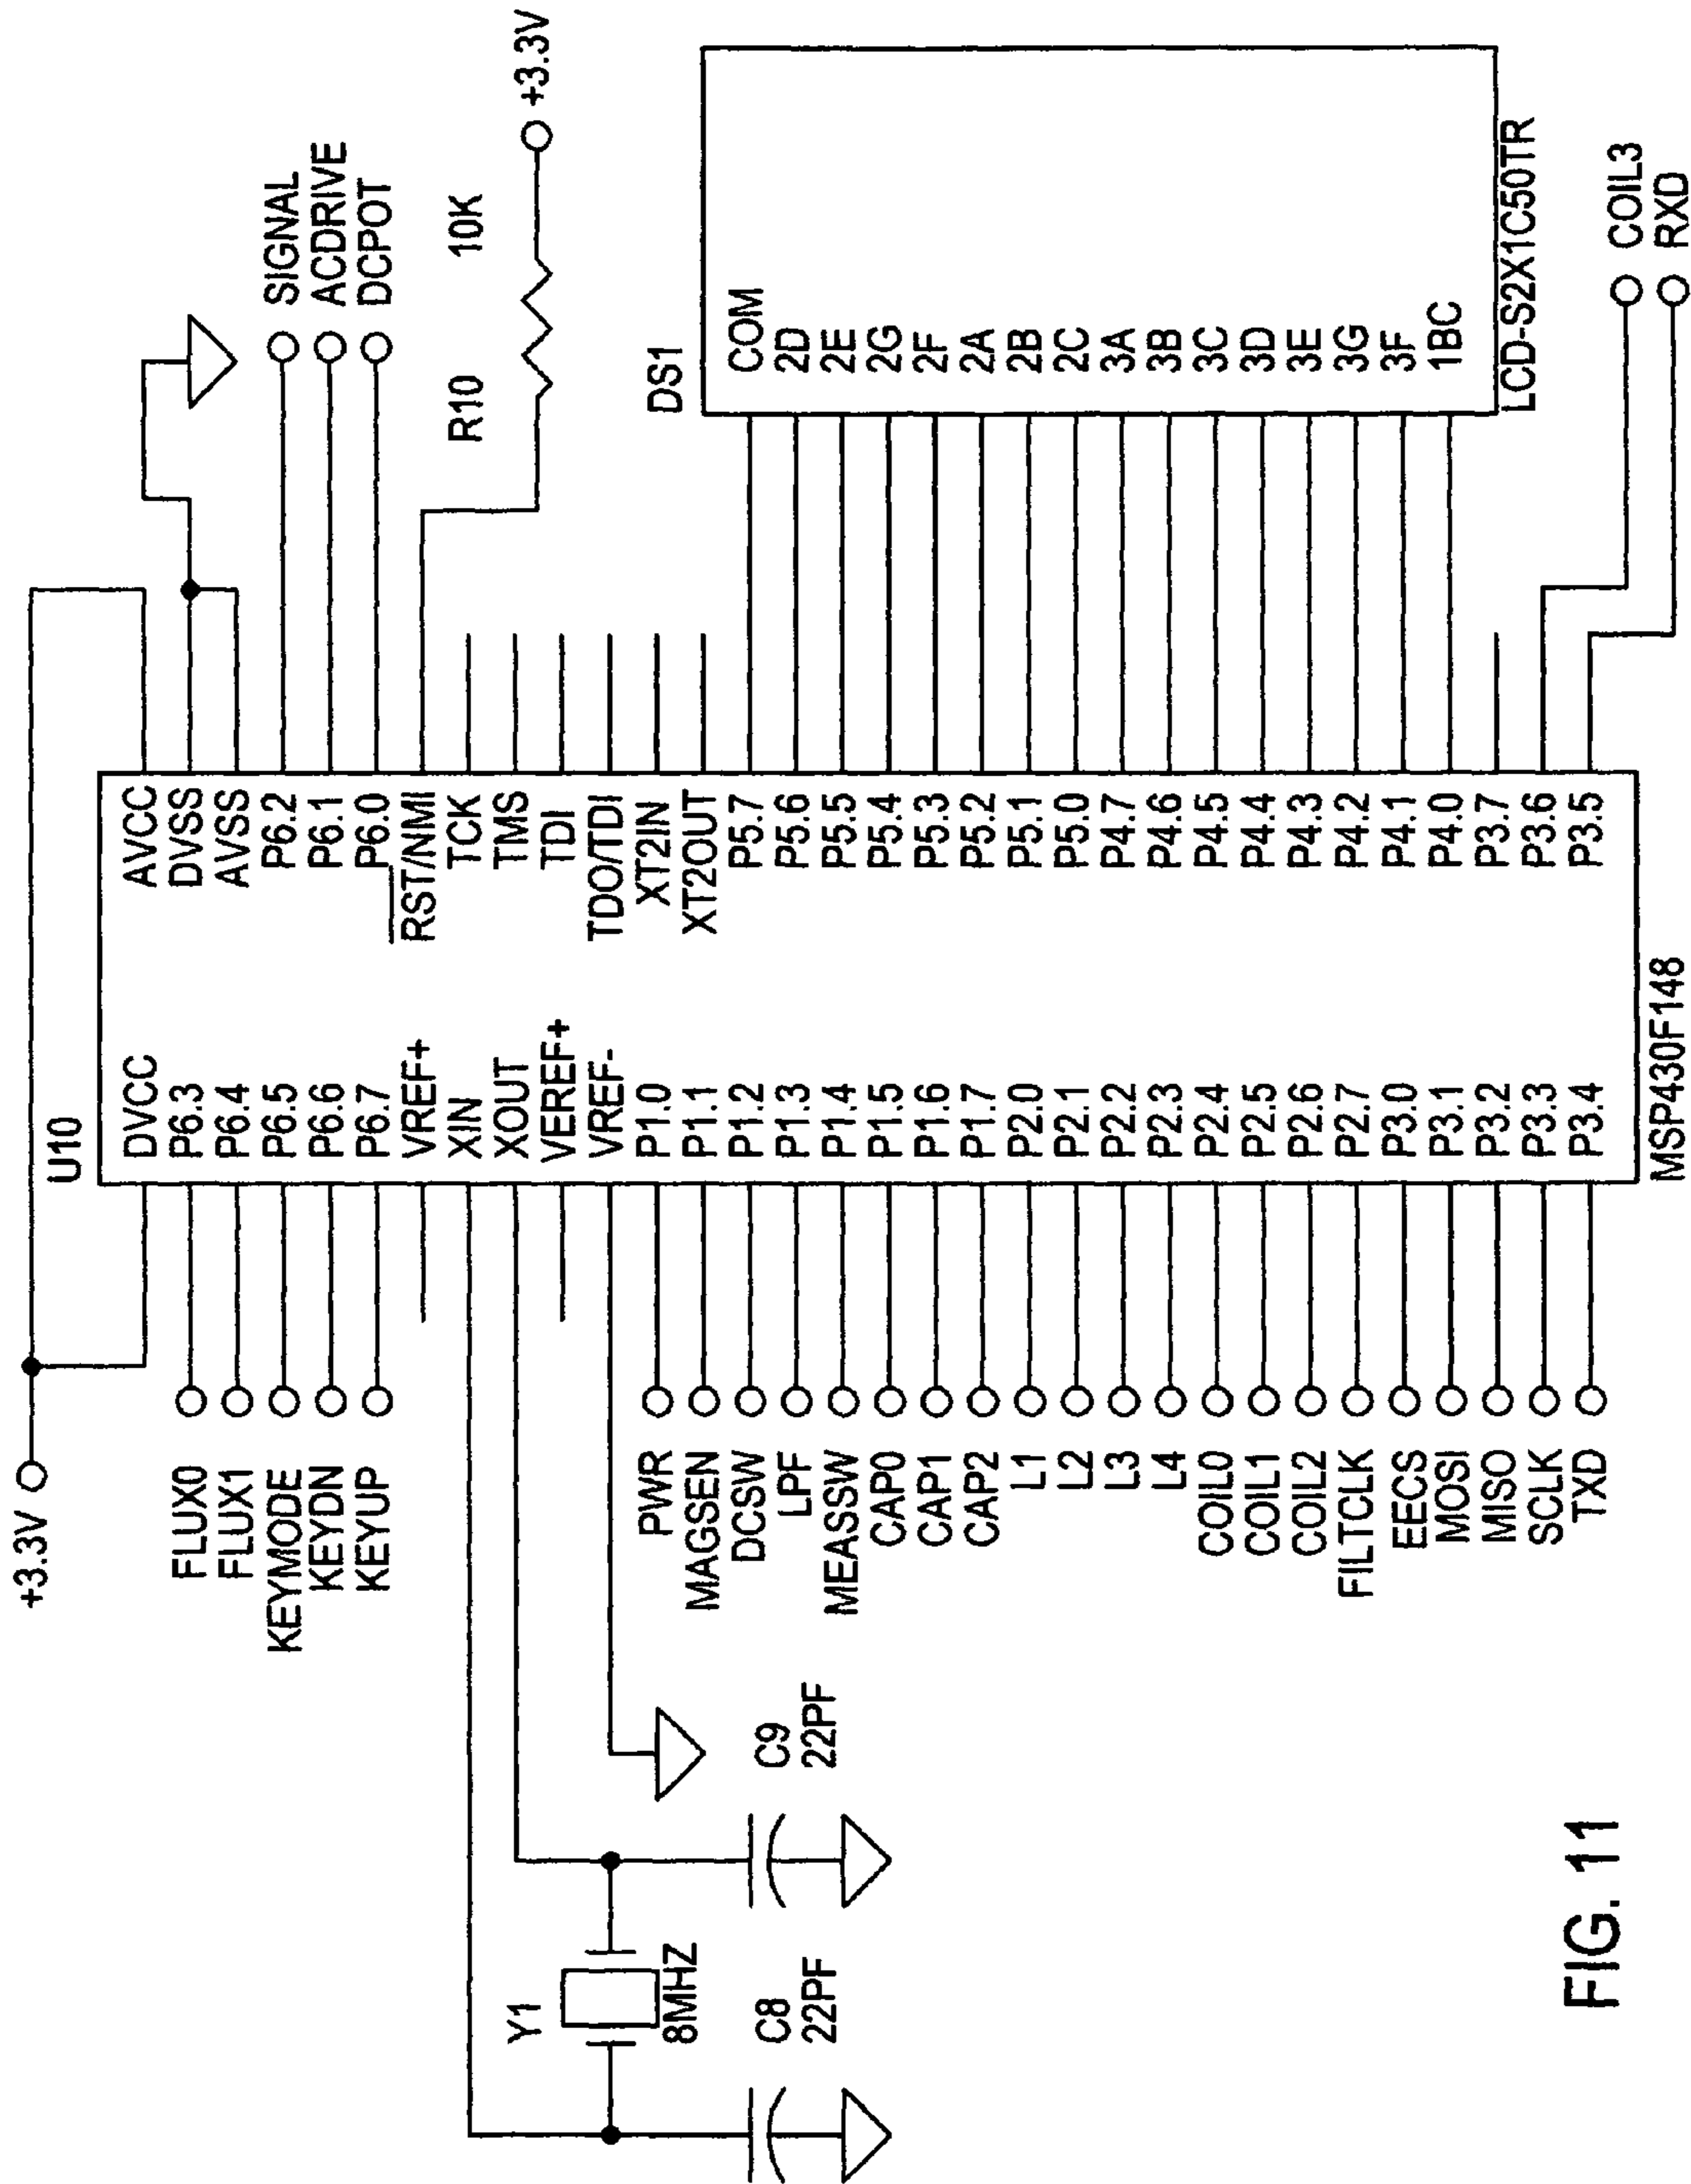 +3.3V
U10
FLUX0
FLUX1
KEYMODE
KEYDN
KEYUP
PWR
MAGSEN
DCSW
LPF
MEASSW
CAP0
CAP1
CAP2
L1
L2
L3
L4
COIL0
COIL1
COIL2
FILTCLK
EECS
MOSI
MISO
SCLK
TXD
DVCC
P6.3
P6.4
P6.5
P6.6
P6.7
VREF+
XIN
XOUT
VEREF+
VREF-
P1.0
P1.1
P1.2
P1.3
P1.4
P1.5
P1.6
P1.7
P2.0
P2.1
P2.2
P2.3
P2.4
P2.5
P2.6
P2.7
P3.0
P3.1
P3.2
P3.3
P3.4
AVCC
DVSS
AVSS
P6.2
P6.1
P6.0
RST/NMI
TCK
TMS
TDI
TDO/TDI
XT2IN
XT2OUT
P5.7
P5.6
P5.5
P5.4
P5.3
P5.2
P5.1
P5.0
P4.7
P4.6
P4.5
P4.4
P4.3
P4.2
P4.1
P4.0
P3.7
P3.6
P3.5
MSP430F148
SIGNAL
ACDRIVE
DCPOT
R10
10K
+3.3V
DS1
COM
2D
2E
2G
2F
2A
2B
2C
3A
3B
3C
3D
3E
3G
3F
1BC
LCD-S2X1C50TR
COIL3
RXD
Y1
8MHZ
C8
22PF
C9
22PF
FIG. 11